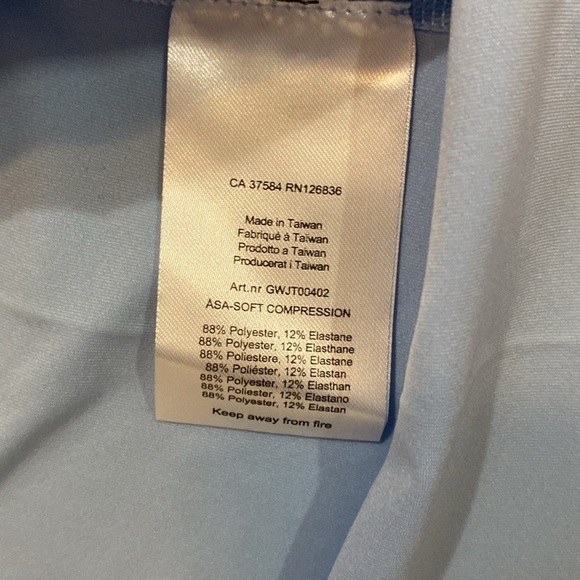 CA 37584 RN126836
Made in Taiwan
Fabriqué à Taïwan
Prodotto a Taiwan
Producerat i Taiwan
Art.nr GWJT00402
ÅSA-SOFT COMPRESSION
88% Polyester, 12% Elastane
88% Polyester, 12% Elasthane
88% Poliestere, 12% Elastane
88% Poliéster, 12% Elastan
88% Polyester, 12% Elasthan
88% Poliester, 12% Elastano
88% Polyester, 12% Elastan
Keep away from fire